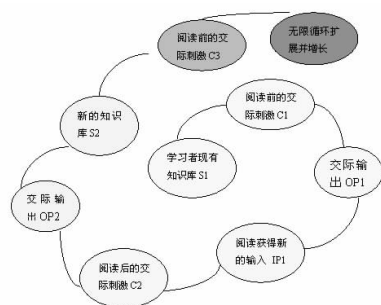 阅读前的交
际刺激 C3
无限循环扩
展并增长
阅读前的交
际刺激 C1
新的知识
库 S2
学习者现有
知识库 S1
交际输
出 OP1
交 际 输
出 OP2
阅读获得新
的输入 IP1
阅读后的交
际刺激 C2